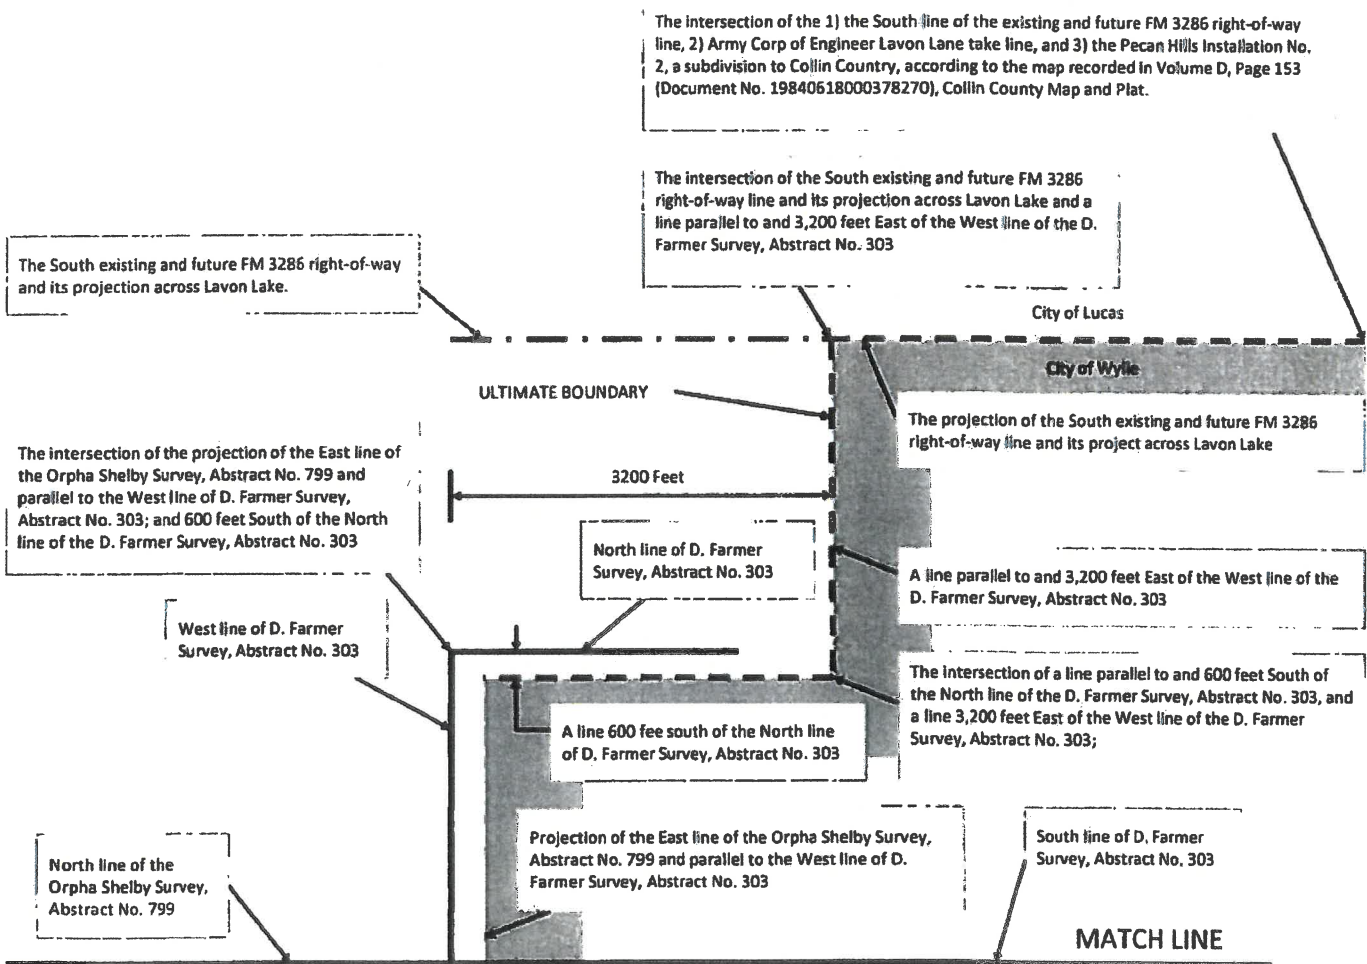 The intersection of the 1) the South line of the existing and future FM 3286 right-of-way
line, 2) Army Corp of Engineer Lavon Lane take line, and 3) the Pecan Hills Installation No.
2, a subdivision to Collin Country, according to the map recorded in Volume D, Page 153
(Document No. 19840618000378270), Collin County Map and Plat.
The intersection of the South existing and future FM 3286
right-of-way line and its projection across Lavon Lake and a
line parallel to and 3,200 feet East of the West line of the D.
Farmer Survey, Abstract No. 303
The South existing and future FM 3286 right-of-way
and its projection across Lavon Lake.
City of Lucas
City of Wylie
ULTIMATE BOUNDARY
The projection of the South existing and future FM 3286
right-of-way line and its project across Lavon Lake
The intersection of the projection of the East line of
the Orpha Shelby Survey, Abstract No. 799 and
parallel to the West line of D. Farmer Survey,
Abstract No. 303; and 600 feet South of the North
line of the D. Farmer Survey, Abstract No. 303
3200 Feet
North line of D. Farmer
Survey, Abstract No. 303
A line parallel to and 3,200 feet East of the West line of the
D. Farmer Survey, Abstract No. 303
West line of D. Farmer
Survey, Abstract No. 303
The intersection of a line parallel to and 600 feet South of
the North line of the D. Farmer Survey, Abstract No. 303, and
a line 3,200 feet East of the West line of the D. Farmer
Survey, Abstract No. 303;
A line 600 fee south of the North line
of D. Farmer Survey, Abstract No. 303
Projection of the East line of the Orpha Shelby Survey,
Abstract No. 799 and parallel to the West line of D.
Farmer Survey, Abstract No. 303
South line of D. Farmer
Survey, Abstract No. 303
North line of the
Orpha Shelby Survey,
Abstract No. 799
MATCH LINE